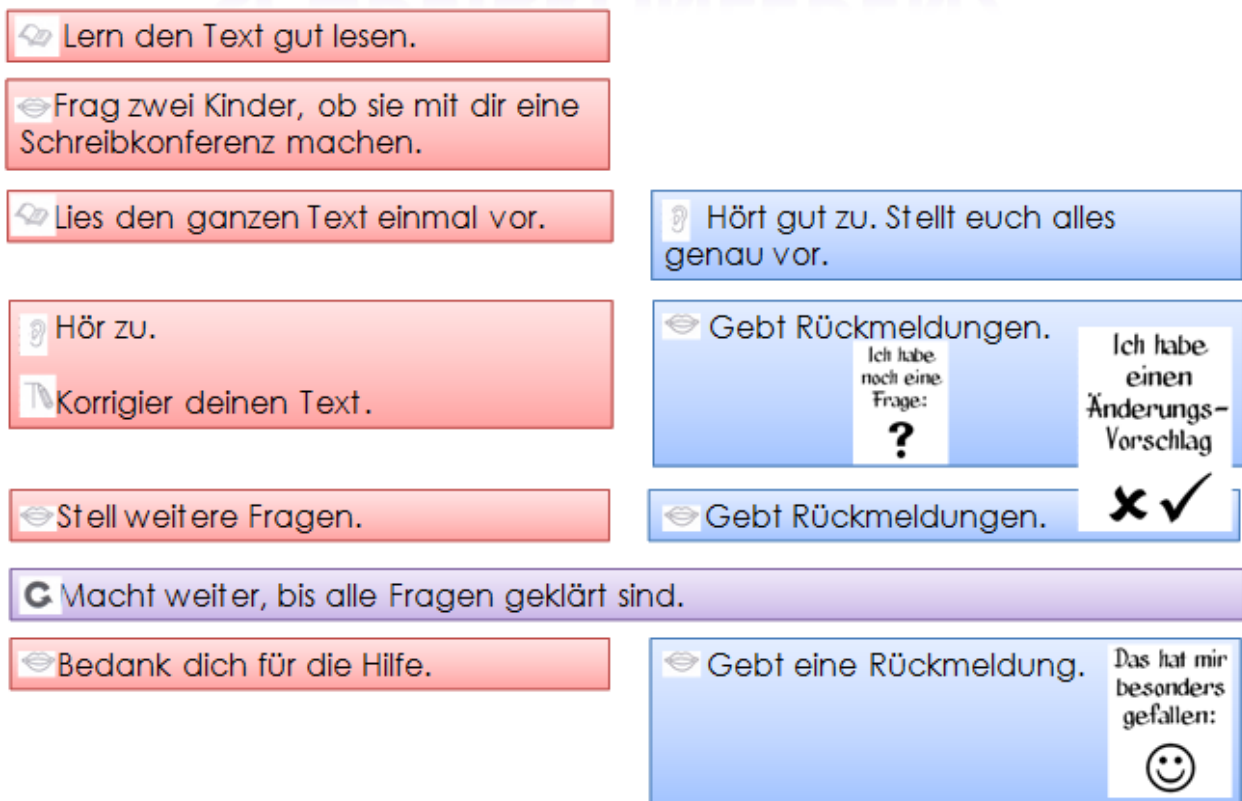 Lern den Text gut lesen.
Frag zwei Kinder, ob sie mit dir eine
Schreibkonferenz machen.
Lies den ganzen Text einmal vor.
Hört gut zu. Stellt euch alles
genau vor.
Hör zu.
Korrigier deinen Text.
Gebt Rückmeldungen.
Ich habe
noch eine
Frage:
?
Ich habe
einen
Änderungs-
Vorschlag
Stell weitere Fragen.
Gebt Rückmeldungen.
Macht weiter, bis alle Fragen geklärt sind.
Bedank dich für die Hilfe.
Gebt eine Rückmeldung.
Das hat mir
besonders
gefallen: